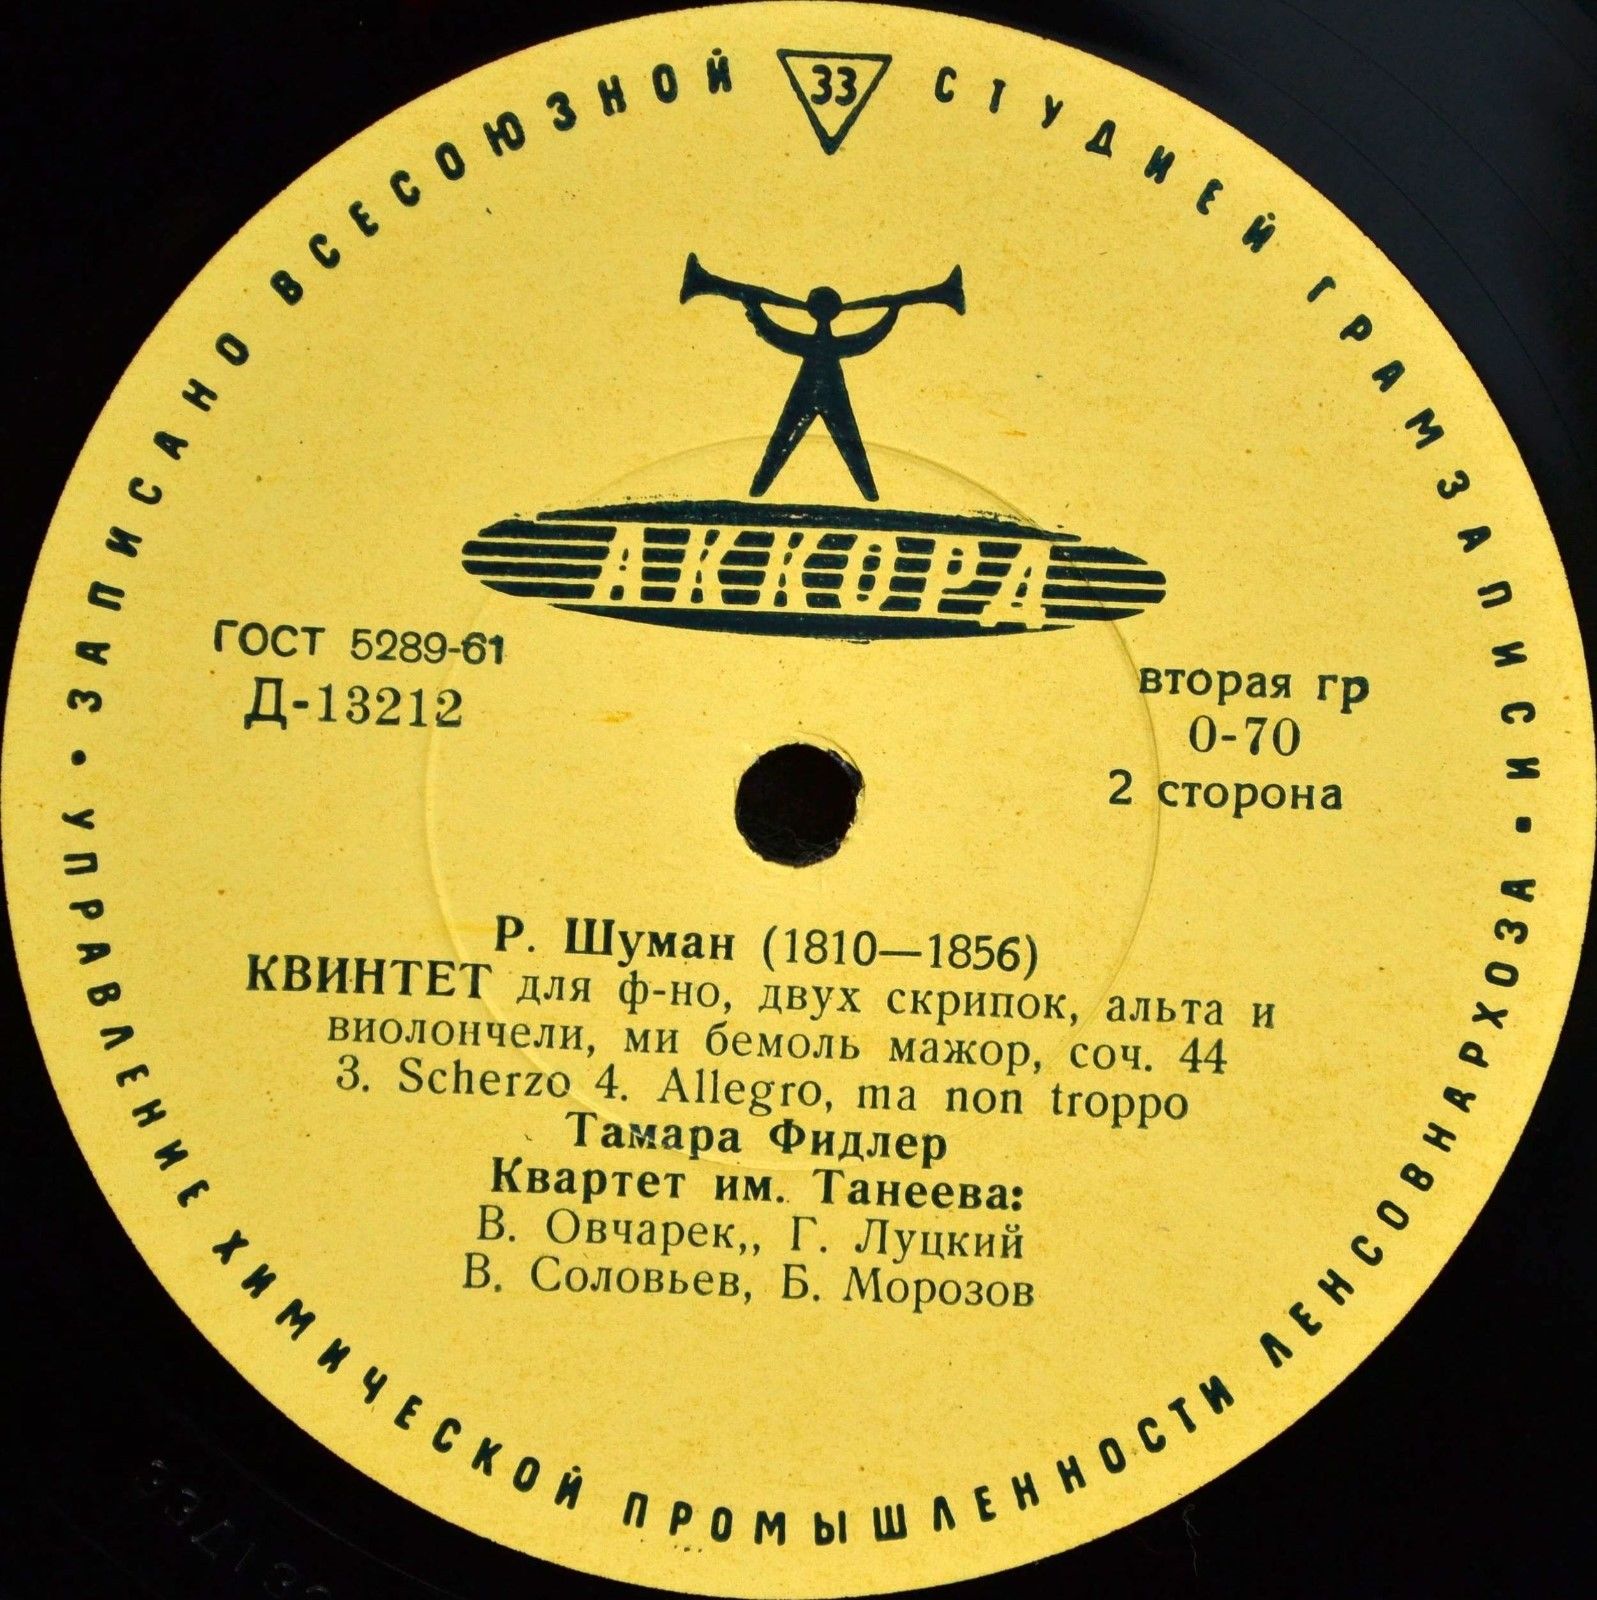 ЗАПИСАНО ВСЕСОЮЗНОЙ СТУДИЕЙ ГРАМЗАПИСИ
33
АККОРД
ГОСТ 5289-61
Д-13212
вторая гр
0-70
2 сторона
Р. Шуман (1810—1856)
КВИНТЕТ для ф-но, двух скрипок, альта и
виолончели, ми бемоль мажор, соч. 44
3. Scherzo 4. Allegro, ma non troppo
Тамара Фидлер
Квартет им. Танеева:
В. Овчарек,, Г. Луцкий
В. Соловьев, Б. Морозов
• УПРАВЛЕНИЕ ХИМИЧЕСКОЙ ПРОМЫШЛЕННОСТИ ЛЕНСОВНАРХОЗА •